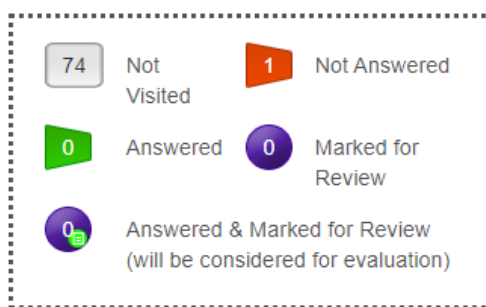 74 Not Visited
1 Not Answered
0 Answered
0 Marked for Review
0 Answered & Marked for Review
(will be considered for evaluation)